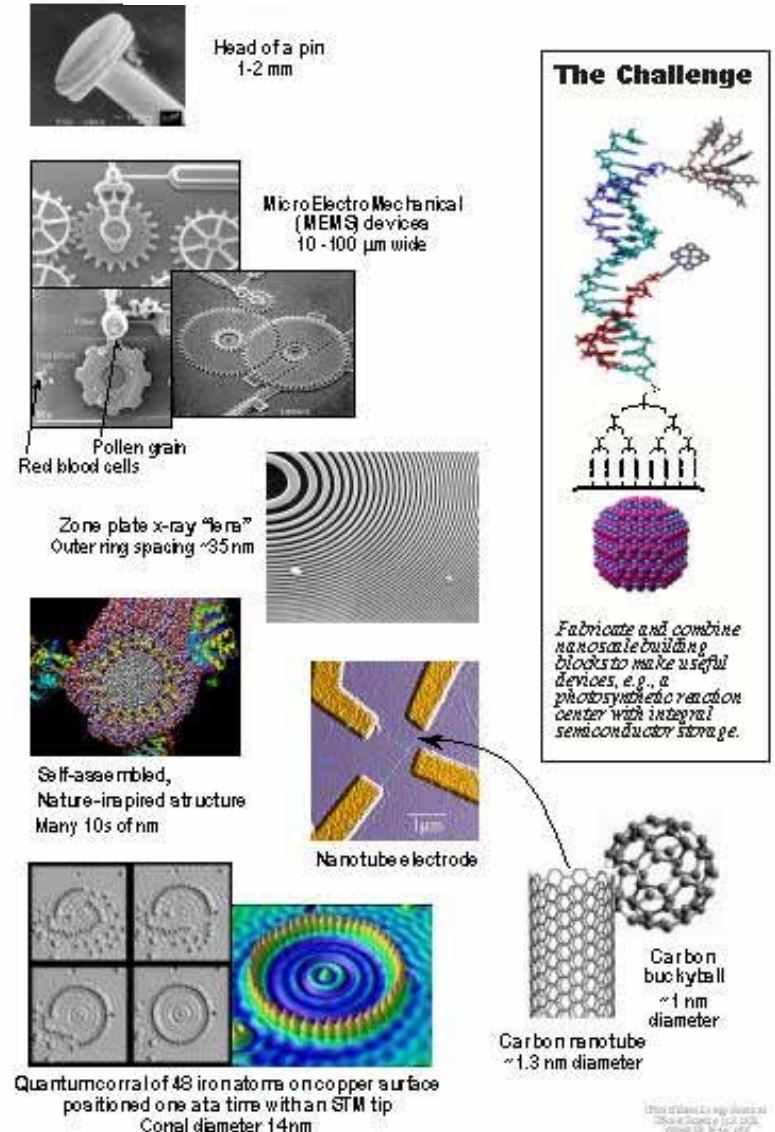 Head of a pin
1-2 mm
The Challenge
MicroElectroMechanical
(MEMS) devices
10 -100 µm wide
Pollen grain
Red blood cells
Zone plate x-ray "lens"
Outer ring spacing ~35 nm
Fabricate and combine
nanoscale building
blocks to make useful
devices, e.g., a
photosynthetic reaction
center with integral
semiconductor storage.
Self-assembled,
Nature-inspired structure
Many 10s of nm
1µm
Nanotube electrode
Carbon
buckyball
~1 nm
diameter
Carbon nanotube
~1.3 nm diameter
Quantum corral of 48 iron atoms on copper surface
positioned one at a time with an STM tip
Corral diameter 14 nm